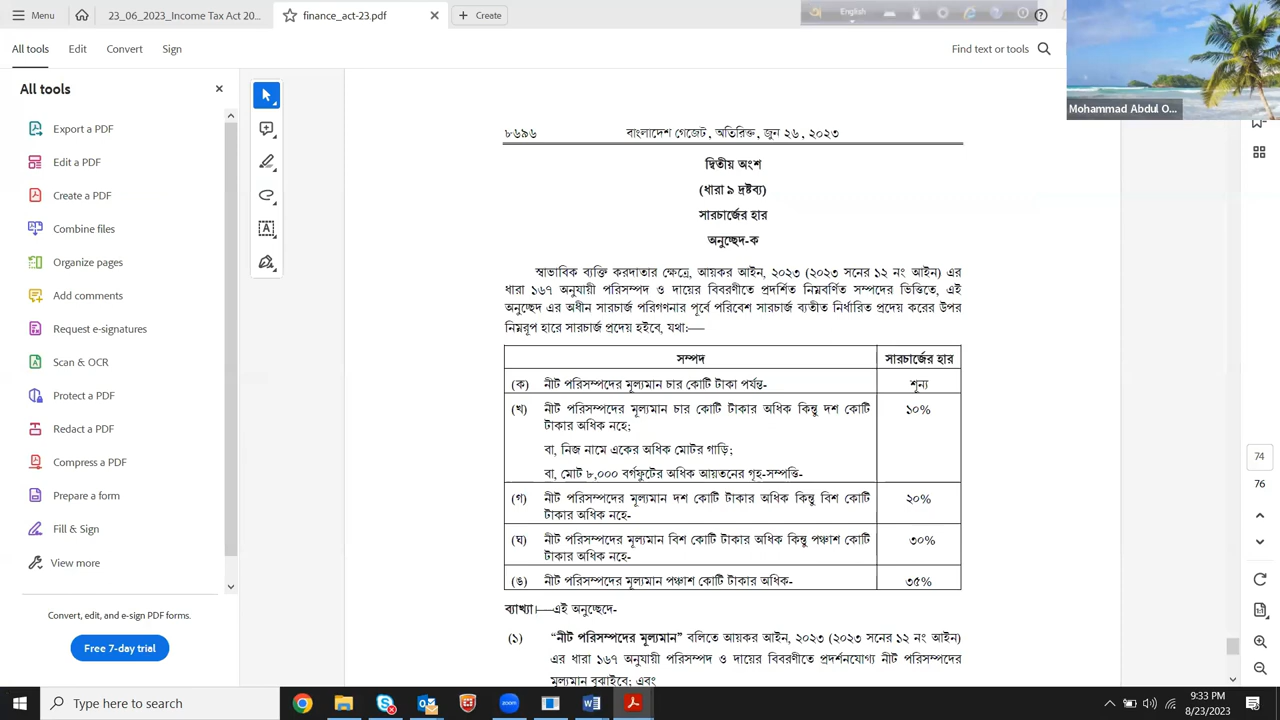 Menu
23_06_2023_Income Tax Act 20...
finance_act-23.pdf
Create
English
All tools
Edit
Convert
Sign
Find text or tools
Mohammad Abdul O...
All tools
Export a PDF
Edit a PDF
Create a PDF
Combine files
Organize pages
Add comments
Request e-signatures
Scan & OCR
Protect a PDF
Redact a PDF
Compress a PDF
Prepare a form
Fill & Sign
View more
Convert, edit, and e-sign PDF forms.
Free 7-day trial
৮৬৯৬ বাংলাদেশ গেজেট, অতিরিক্ত, জুন ২৬, ২০২৩
দ্বিতীয় অংশ
(ধারা ৯ দ্রষ্টব্য)
সারচার্জের হার
অনুচ্ছেদ-ক
স্বাভাবিক ব্যক্তি করদাতার ক্ষেত্রে, আয়কর আইন, ২০২৩ (২০২৩ সনের ১২ নং আইন) এর
ধারা ১৬৭ অনুযায়ী পরিসম্পদ ও দায়ের বিবরণীতে প্রদর্শিত নিম্নবর্ণিত সম্পদের ভিত্তিতে, এই
অনুচ্ছেদ এর অধীন সারচার্জ পরিগণনার পূর্বে পরিবেশ সারচার্জ ব্যতীত নির্ধারিত প্রদেয় করের উপর
নিম্নরূপ হারে সারচার্জ প্রদেয় হইবে, যথা:—
সম্পদ সারচার্জের হার
(ক) নীট পরিসম্পদের মূল্যমান চার কোটি টাকা পর্যন্ত- শূন্য
(খ) নীট পরিসম্পদের মূল্যমান চার কোটি টাকার অধিক কিন্তু দশ কোটি ১০%
টাকার অধিক নহে;
বা, নিজ নামে একের অধিক মোটর গাড়ি;
বা, মোট ৮,০০০ বর্গফুটের অধিক আয়তনের গৃহ-সম্পত্তি-
(গ) নীট পরিসম্পদের মূল্যমান দশ কোটি টাকার অধিক কিন্তু বিশ কোটি ২০%
টাকার অধিক নহে-
(ঘ) নীট পরিসম্পদের মূল্যমান বিশ কোটি টাকার অধিক কিন্তু পঞ্চাশ কোটি ৩০%
টাকার অধিক নহে-
(ঙ) নীট পরিসম্পদের মূল্যমান পঞ্চাশ কোটি টাকার অধিক- ৩৫%
ব্যাখ্যা।—এই অনুচ্ছেদে-
(১) “নীট পরিসম্পদের মূল্যমান” বলিতে আয়কর আইন, ২০২৩ (২০২৩ সনের ১২ নং আইন)
এর ধারা ১৬৭ অনুযায়ী পরিসম্পদ ও দায়ের বিবরণীতে প্রদর্শনযোগ্য নীট পরিসম্পদের
মূল্যমান বুঝাইবে; এবং
74
76
Type here to search
zoom
9:33 PM
8/23/2023